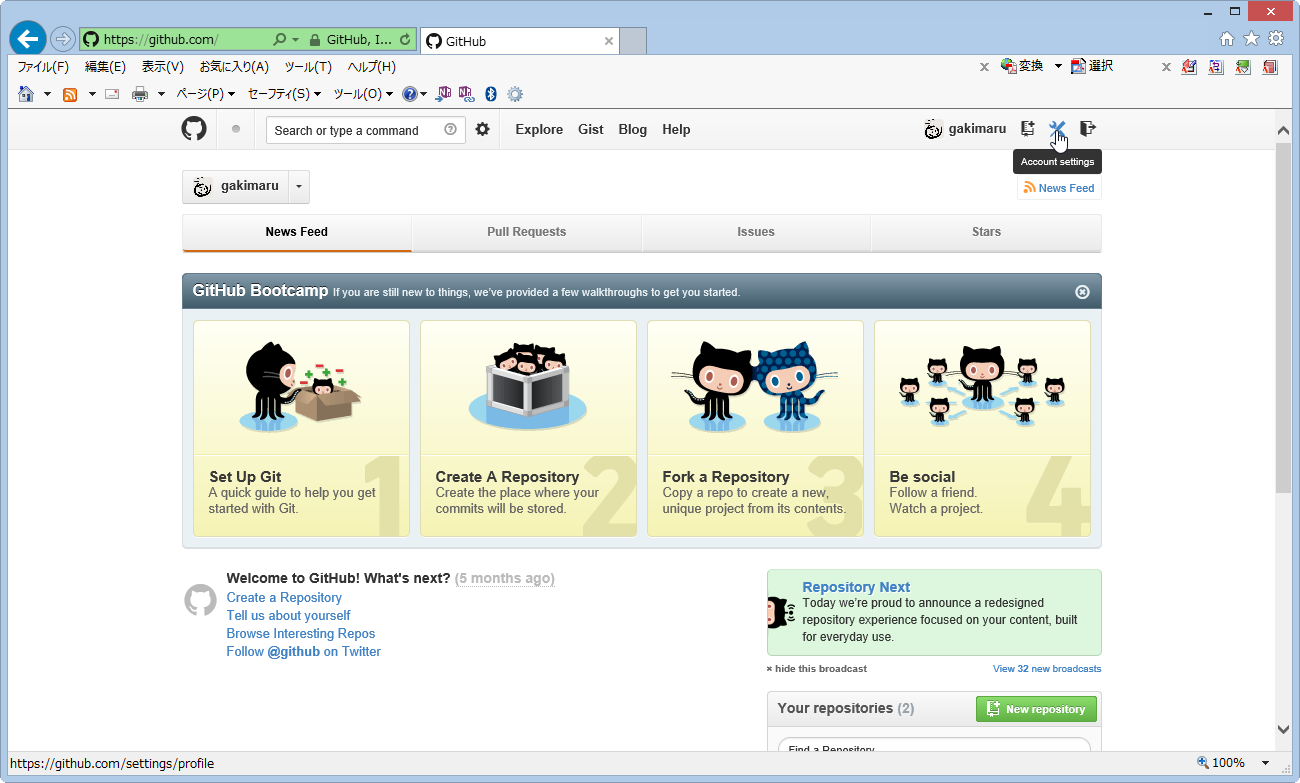 https://github.com/
GitHub, I...
GitHub
ファイル(F) 編集(E) 表示(V) お気に入り(A) ツール(T) ヘルプ(H)
変換 選択
ページ(P) セーフティ(S) ツール(O)
Search or type a command
Explore Gist Blog Help
gakimaru
Account settings
gakimaru
News Feed
News Feed Pull Requests Issues Stars
GitHub Bootcamp If you are still new to things, we've provided a few walkthroughs to get you started.
Set Up Git
A quick guide to help you get
started with Git.
1
Create A Repository
Create the place where your
commits will be stored.
2
Fork a Repository
Copy a repo to create a new,
unique project from its contents.
3
Be social
Follow a friend.
Watch a project.
4
Welcome to GitHub! What's next? (5 months ago)
Create a Repository
Tell us about yourself
Browse Interesting Repos
Follow @github on Twitter
Repository Next
Today we're proud to announce a redesigned
repository experience focused on your content, built
for everyday use.
× hide this broadcast View 32 new broadcasts
Your repositories (2) New repository
Find a Repository...
https://github.com/settings/profile 100%